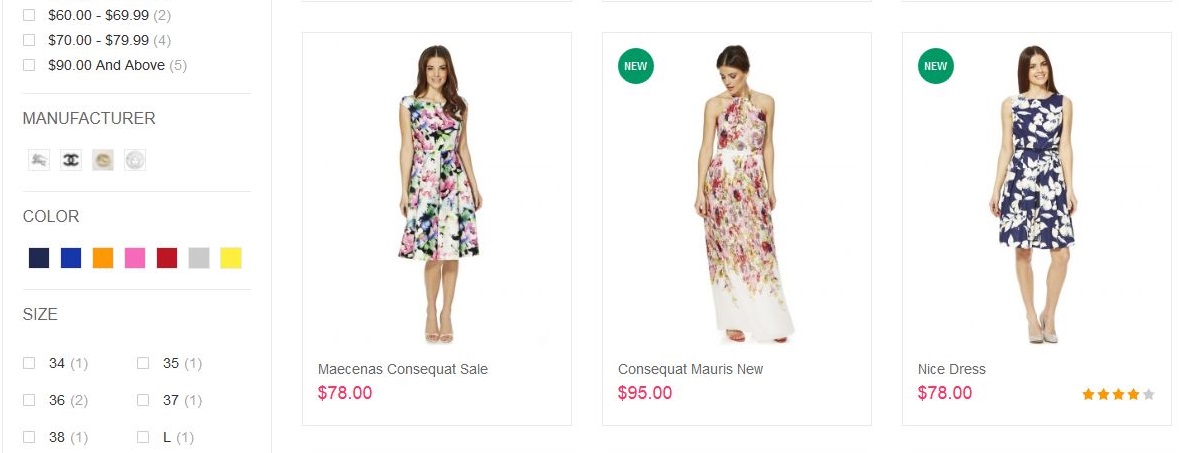 $60.00 - $69.99 (2)
$70.00 - $79.99 (4)
$90.00 And Above (5)
MANUFACTURER
COLOR
SIZE
34 (1) 35 (1)
36 (2) 37 (1)
38 (1) L (1)
NEW NEW
Maecenas Consequat Sale Consequat Mauris New Nice Dress
$78.00 $95.00 $78.00